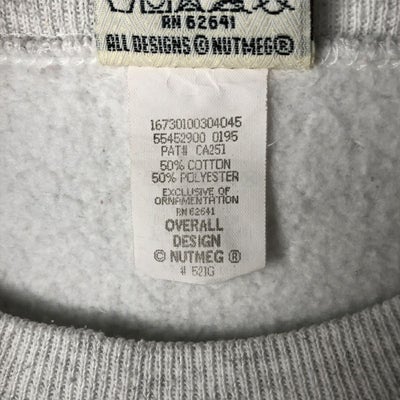 RN 62641
ALL DESIGNS © NUTMEG®
16730100304045
55452900 0195
PAT# CA251
50% COTTON
50% POLYESTER
EXCLUSIVE OF
ORNAMENTATION
RN 62641
OVERALL
DESIGN
© NUTMEG ®
# 521G